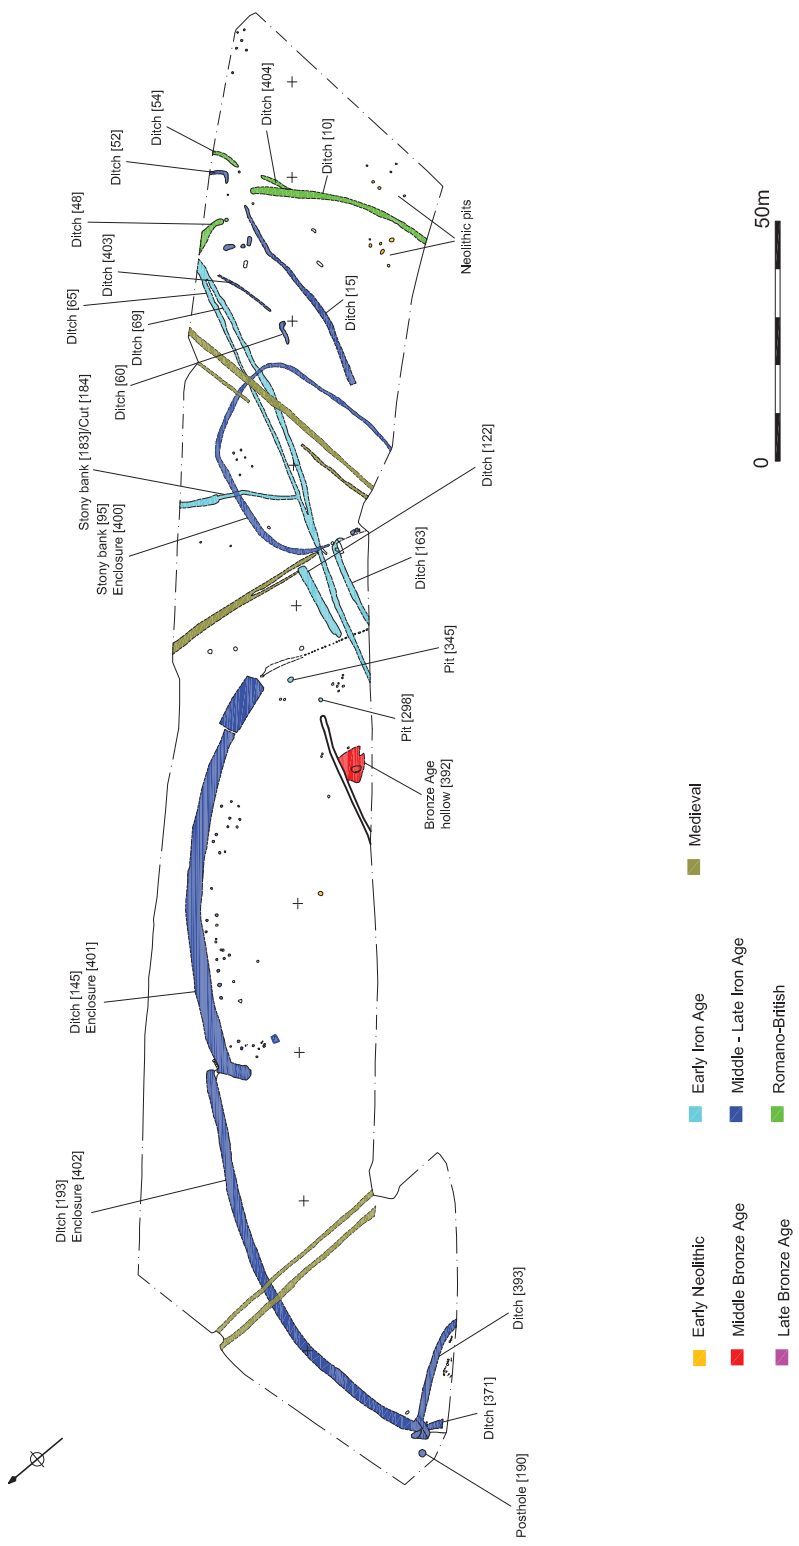 Posthole [190]
Ditch [371]
Ditch [393]
Ditch [193]
Enclosure [402]
Ditch [145]
Enclosure [401]
Bronze Age
hollow [392]
Pit [298]
Pit [345]
Ditch [163]
Ditch [122]
Stony bank [95]
Enclosure [400]
Stony bank [183]/Cut [184]
Ditch [60]
Ditch [69]
Ditch [65]
Ditch [403]
Ditch [48]
Ditch [52]
Ditch [54]
Ditch [404]
Ditch [10]
Ditch [15]
Neolithic pits
Early Neolithic
Middle Bronze Age
Late Bronze Age
Early Iron Age
Middle - Late Iron Age
Romano-British
Medieval
0
50m